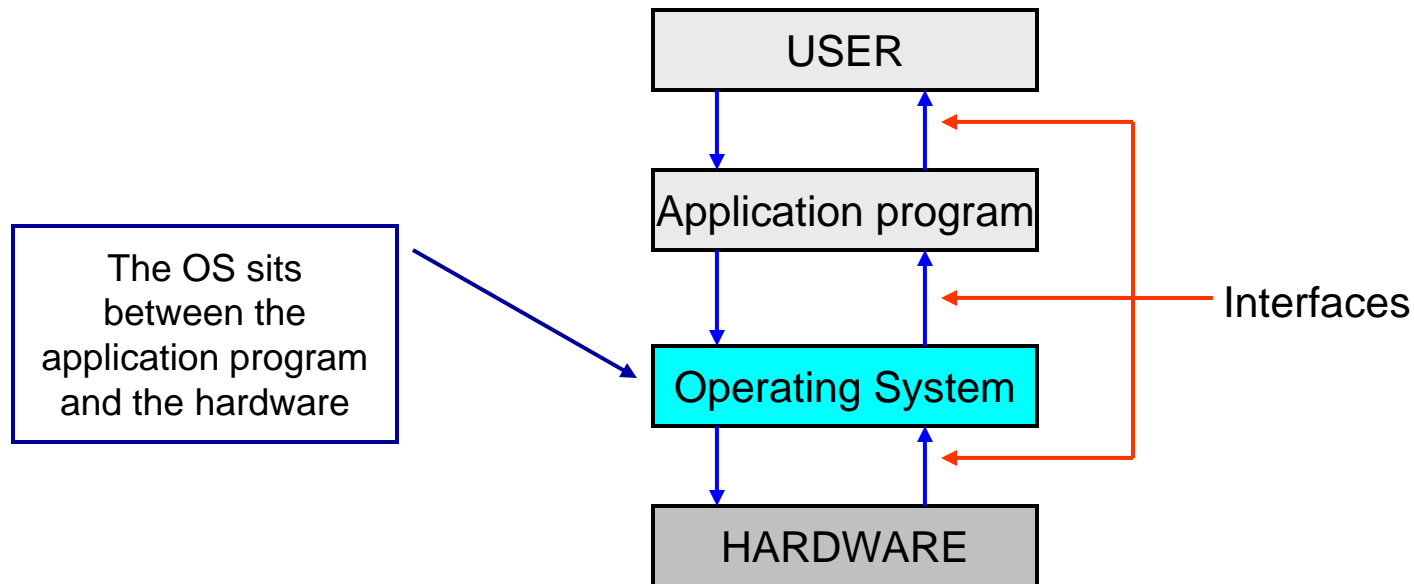 USER
Application program
The OS sits
between the
application program
and the hardware
Interfaces
Operating System
HARDWARE